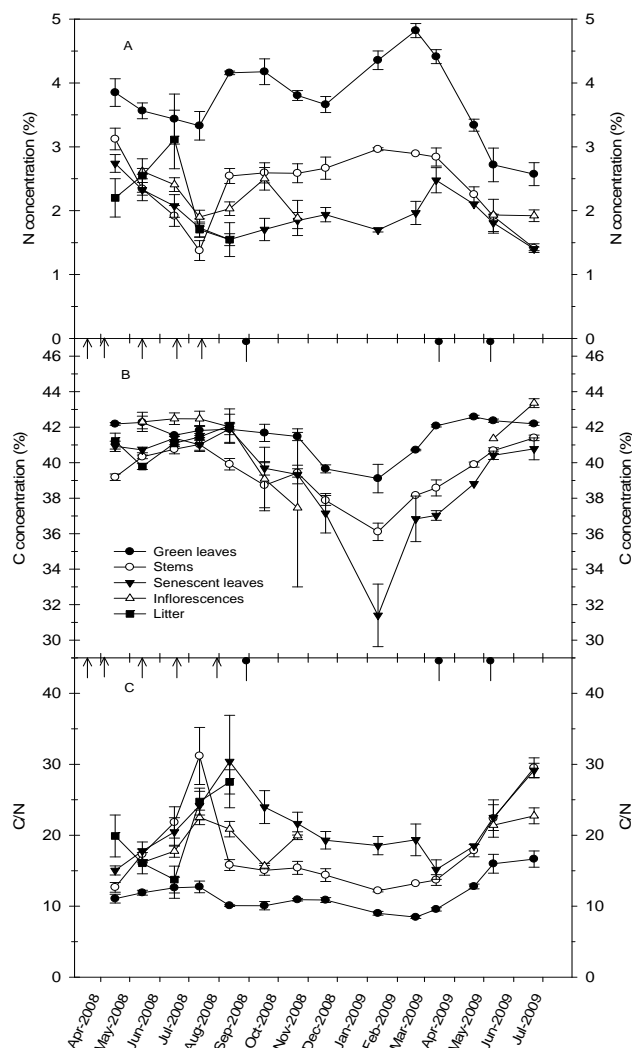 5
5
A
4
4
3
3
2
2
1
1
0
0
N concentration (%)
N concentration (%)
46
46
B
44
44
42
42
40
40
38
38
36
36
34
34
32
32
30
30
C concentration (%)
C concentration (%)
Green leaves
Stems
Senescent leaves
Inflorescences
Litter
C
40
40
30
30
20
20
10
10
0
0
C/N
C/N
Apr-2008
May-2008
Jun-2008
Jul-2008
Aug-2008
Sep-2008
Oct-2008
Nov-2008
Dec-2008
Jan-2009
Feb-2009
Mar-2009
Apr-2009
May-2009
Jun-2009
Jul-2009